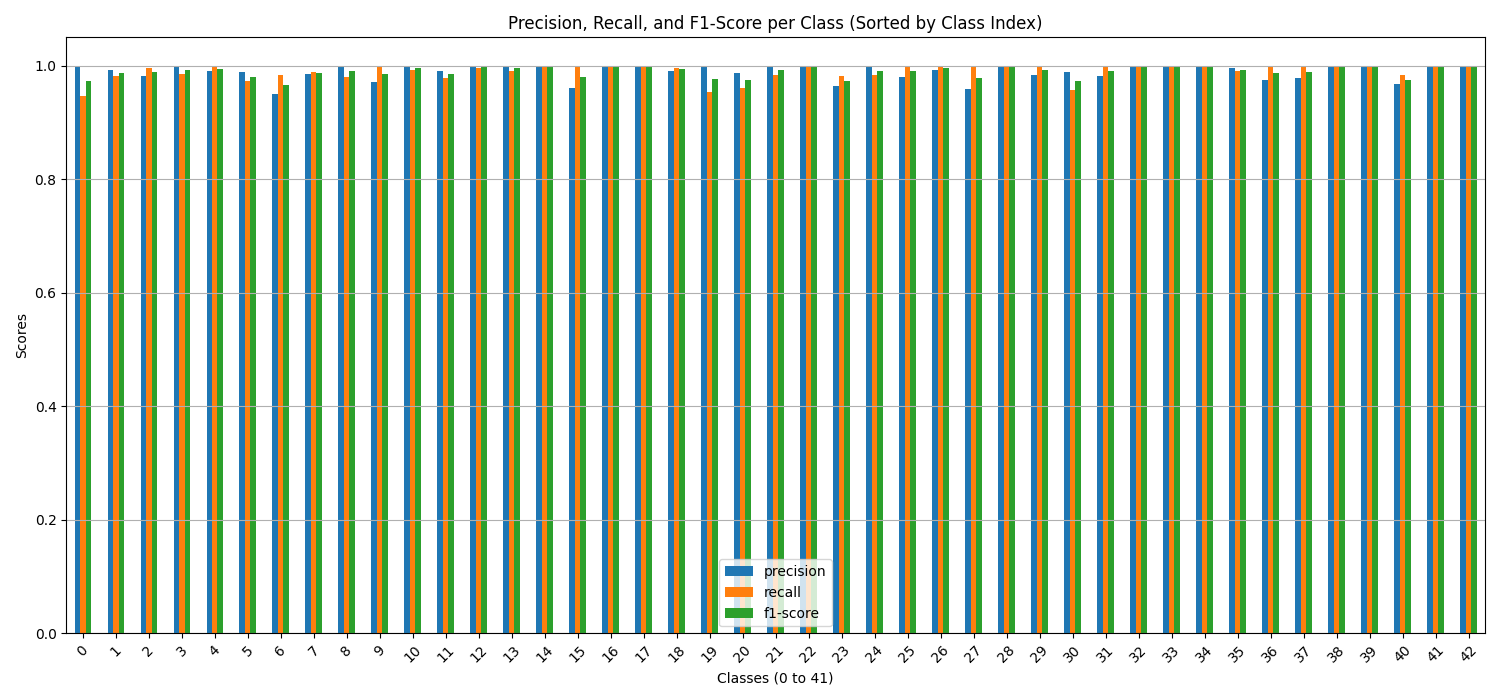 Precision, Recall, and F1-Score per Class (Sorted by Class Index)
Scores
1.0
0.8
0.6
0.4
0.2
0.0
precision
recall
f1-score
0 1 2 3 4 5 6 7 8 9 10 11 12 13 14 15 16 17 18 19 20 21 22 23 24 25 26 27 28 29 30 31 32 33 34 35 36 37 38 39 40 41 42
Classes (0 to 41)